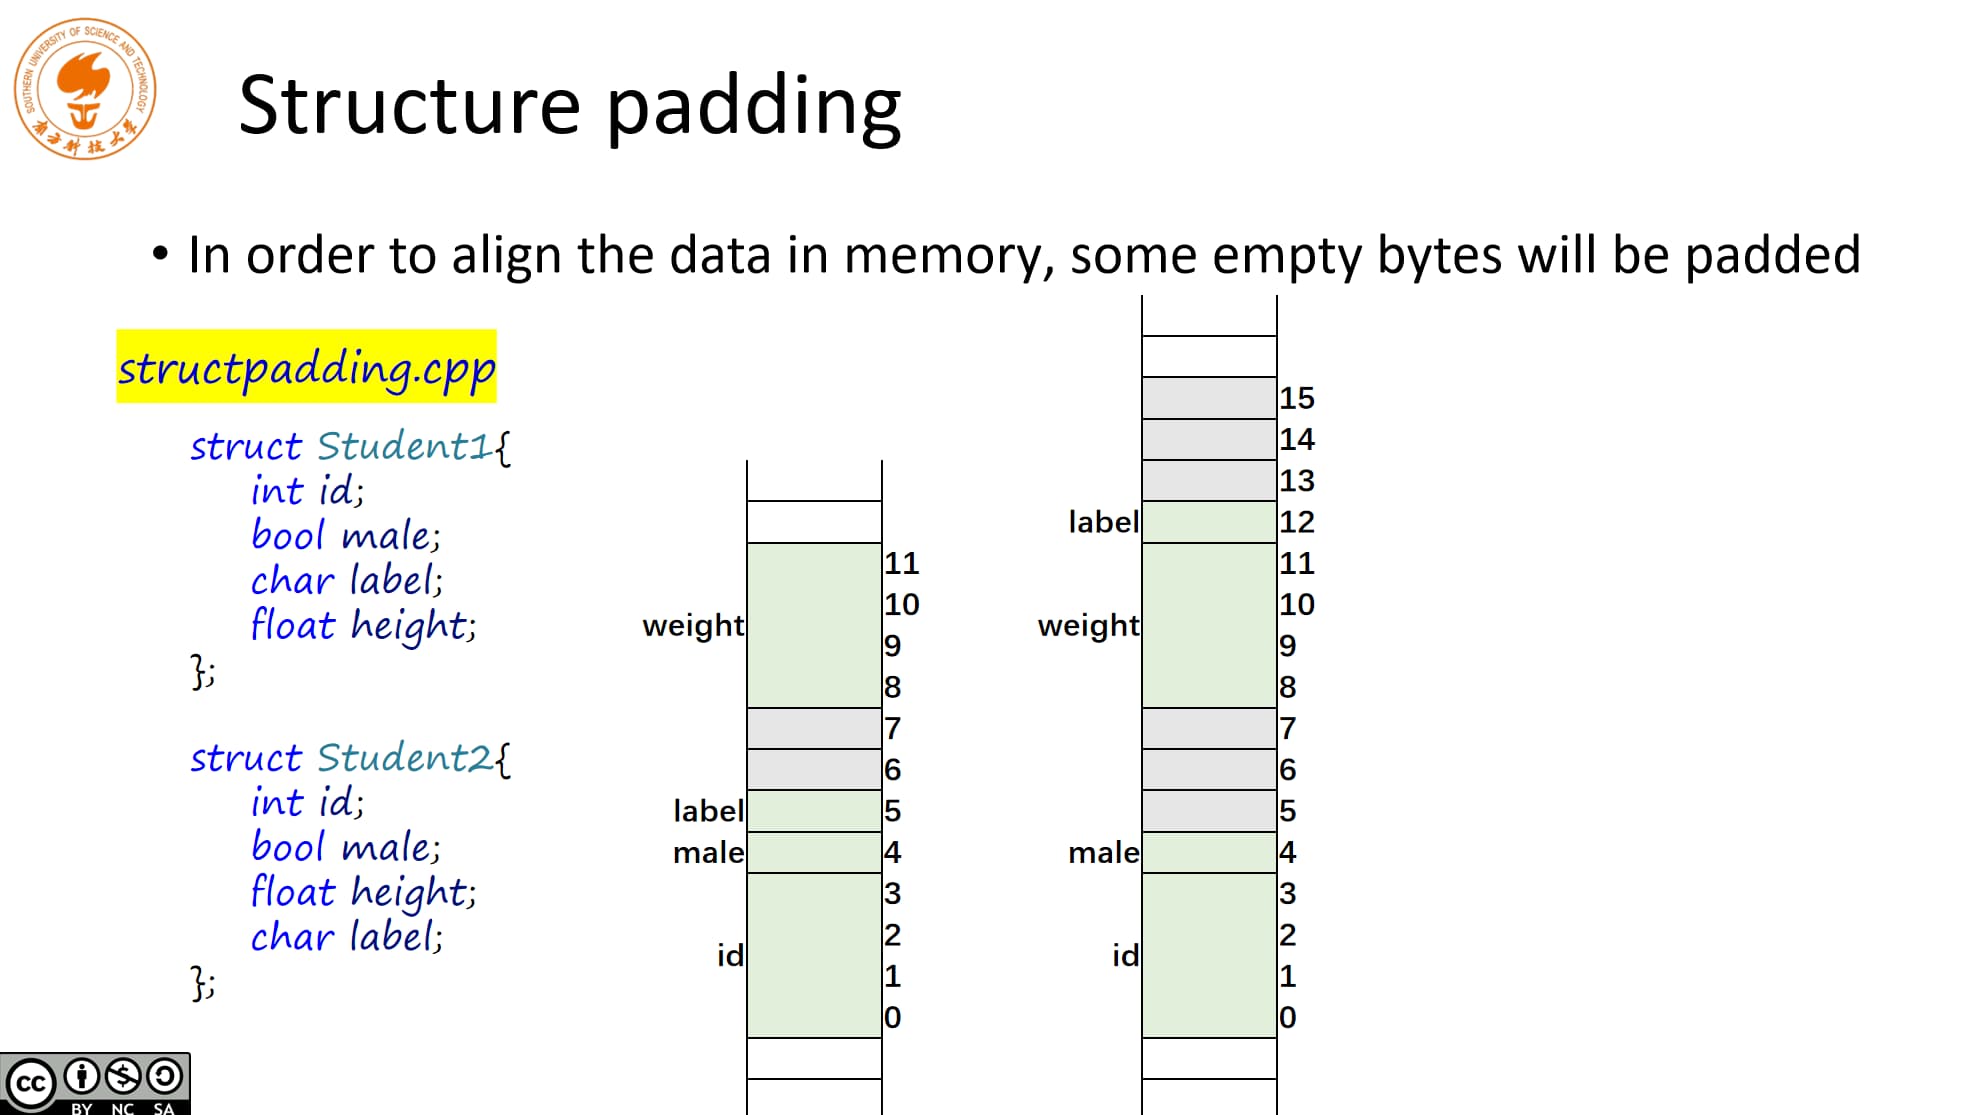 SOUTHERN UNIVERSITY OF SCIENCE AND TECHNOLOGY
南方科技大学
Structure padding
• In order to align the data in memory, some empty bytes will be padded
structpadding.cpp
struct Student1{
int id;
bool male;
char label;
float height;
};
struct Student2{
int id;
bool male;
float height;
char label;
};
11
10
weight
9
8
7
6
label 5
male 4
3
2
id
1
0
15
14
13
label 12
11
10
weight
9
8
7
6
5
male 4
3
2
id
1
0
cc
BY NC SA